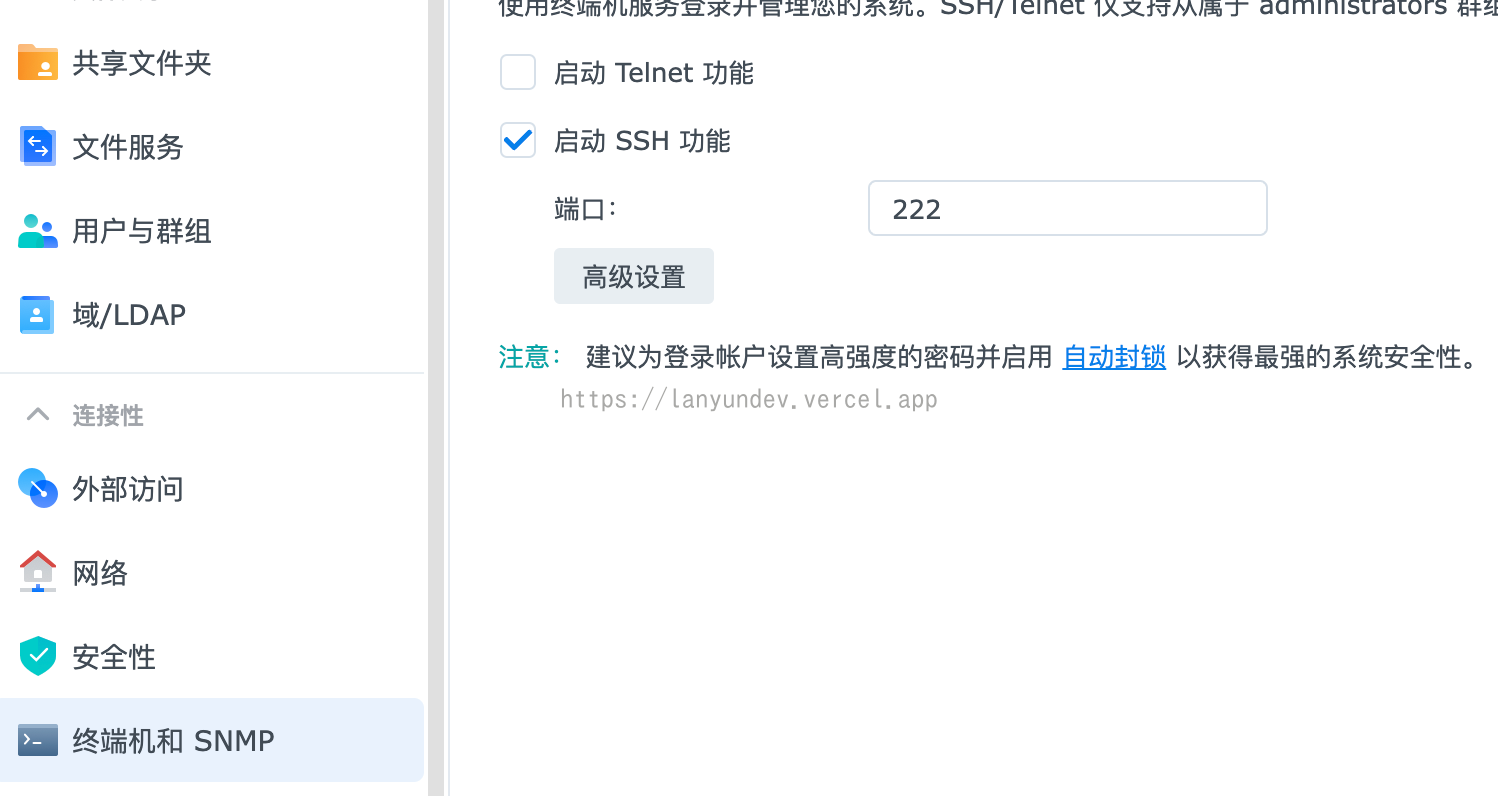 共享文件夹
文件服务
用户与群组
域/LDAP
连接性
外部访问
网络
安全性
终端机和 SNMP
使用终端机服务登录并管理您的系统。SSH/Telnet 仅支持从属于 administrators 群组
启动 Telnet 功能
启动 SSH 功能
端口: 222
高级设置
注意: 建议为登录帐户设置高强度的密码并启用 自动封锁 以获得最强的系统安全性。
https://lanyundev.vercel.app